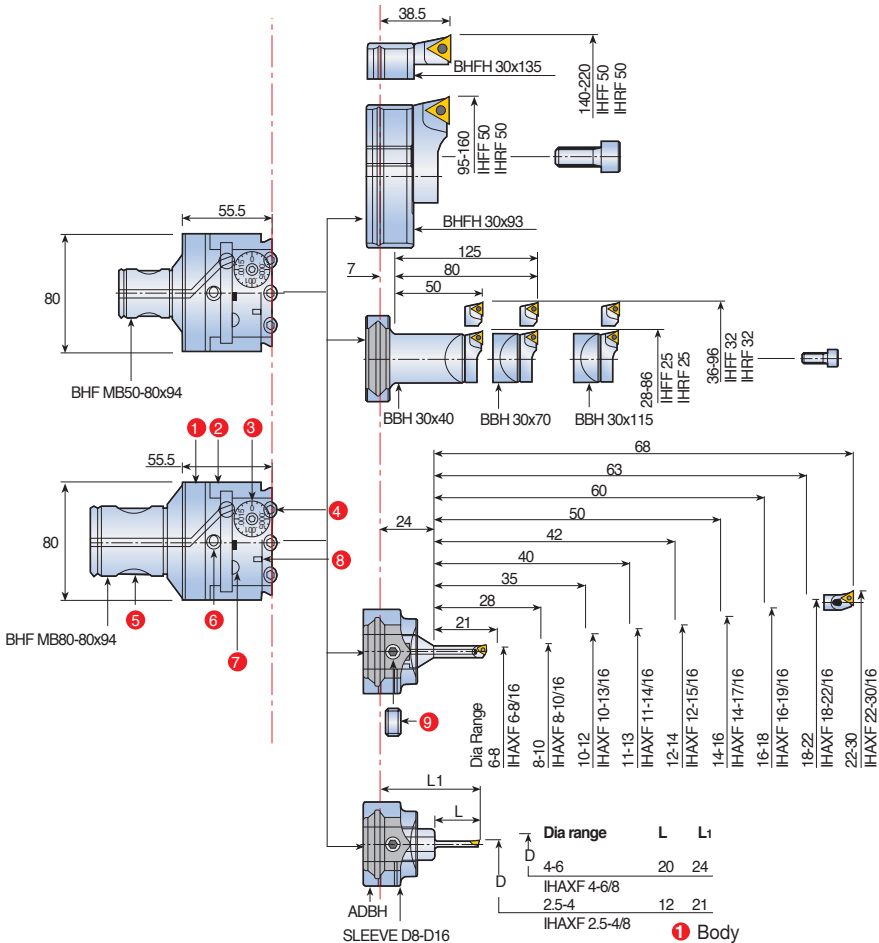 38.5
BHFH 30x135
140-220
IHFF 50
IHRF 50
95-160
IHFF 50
IHRF 50
BHFH 30x93
55.5
80
.0015
0
.001
.0005
BHF MB50-80x94
7
125
80
50
36-96
IHFF 32
IHRF 32
28-86
IHFF 25
IHRF 25
BBH 30x40
BBH 30x70
BBH 30x115
1
2
3
55.5
4
80
.0015
0
.001
.0005
8
5
6
7
BHF MB80-80x94
68
63
60
50
24
42
40
35
28
21
9
Dia Range
6-8
IHAXF 6-8/16
8-10
IHAXF 8-10/16
10-12
IHAXF 10-13/16
11-13
IHAXF 11-14/16
12-14
IHAXF 12-15/16
14-16
IHAXF 14-17/16
16-18
IHAXF 16-19/16
18-22
IHAXF 18-22/16
22-30
IHAXF 22-30/16
L1
L
D
D
Dia range L L1
4-6 20 24
IHAXF 4-6/8
2.5-4 12 21
IHAXF 2.5-4/8
ADBH
SLEEVE D8-D16
1 Body